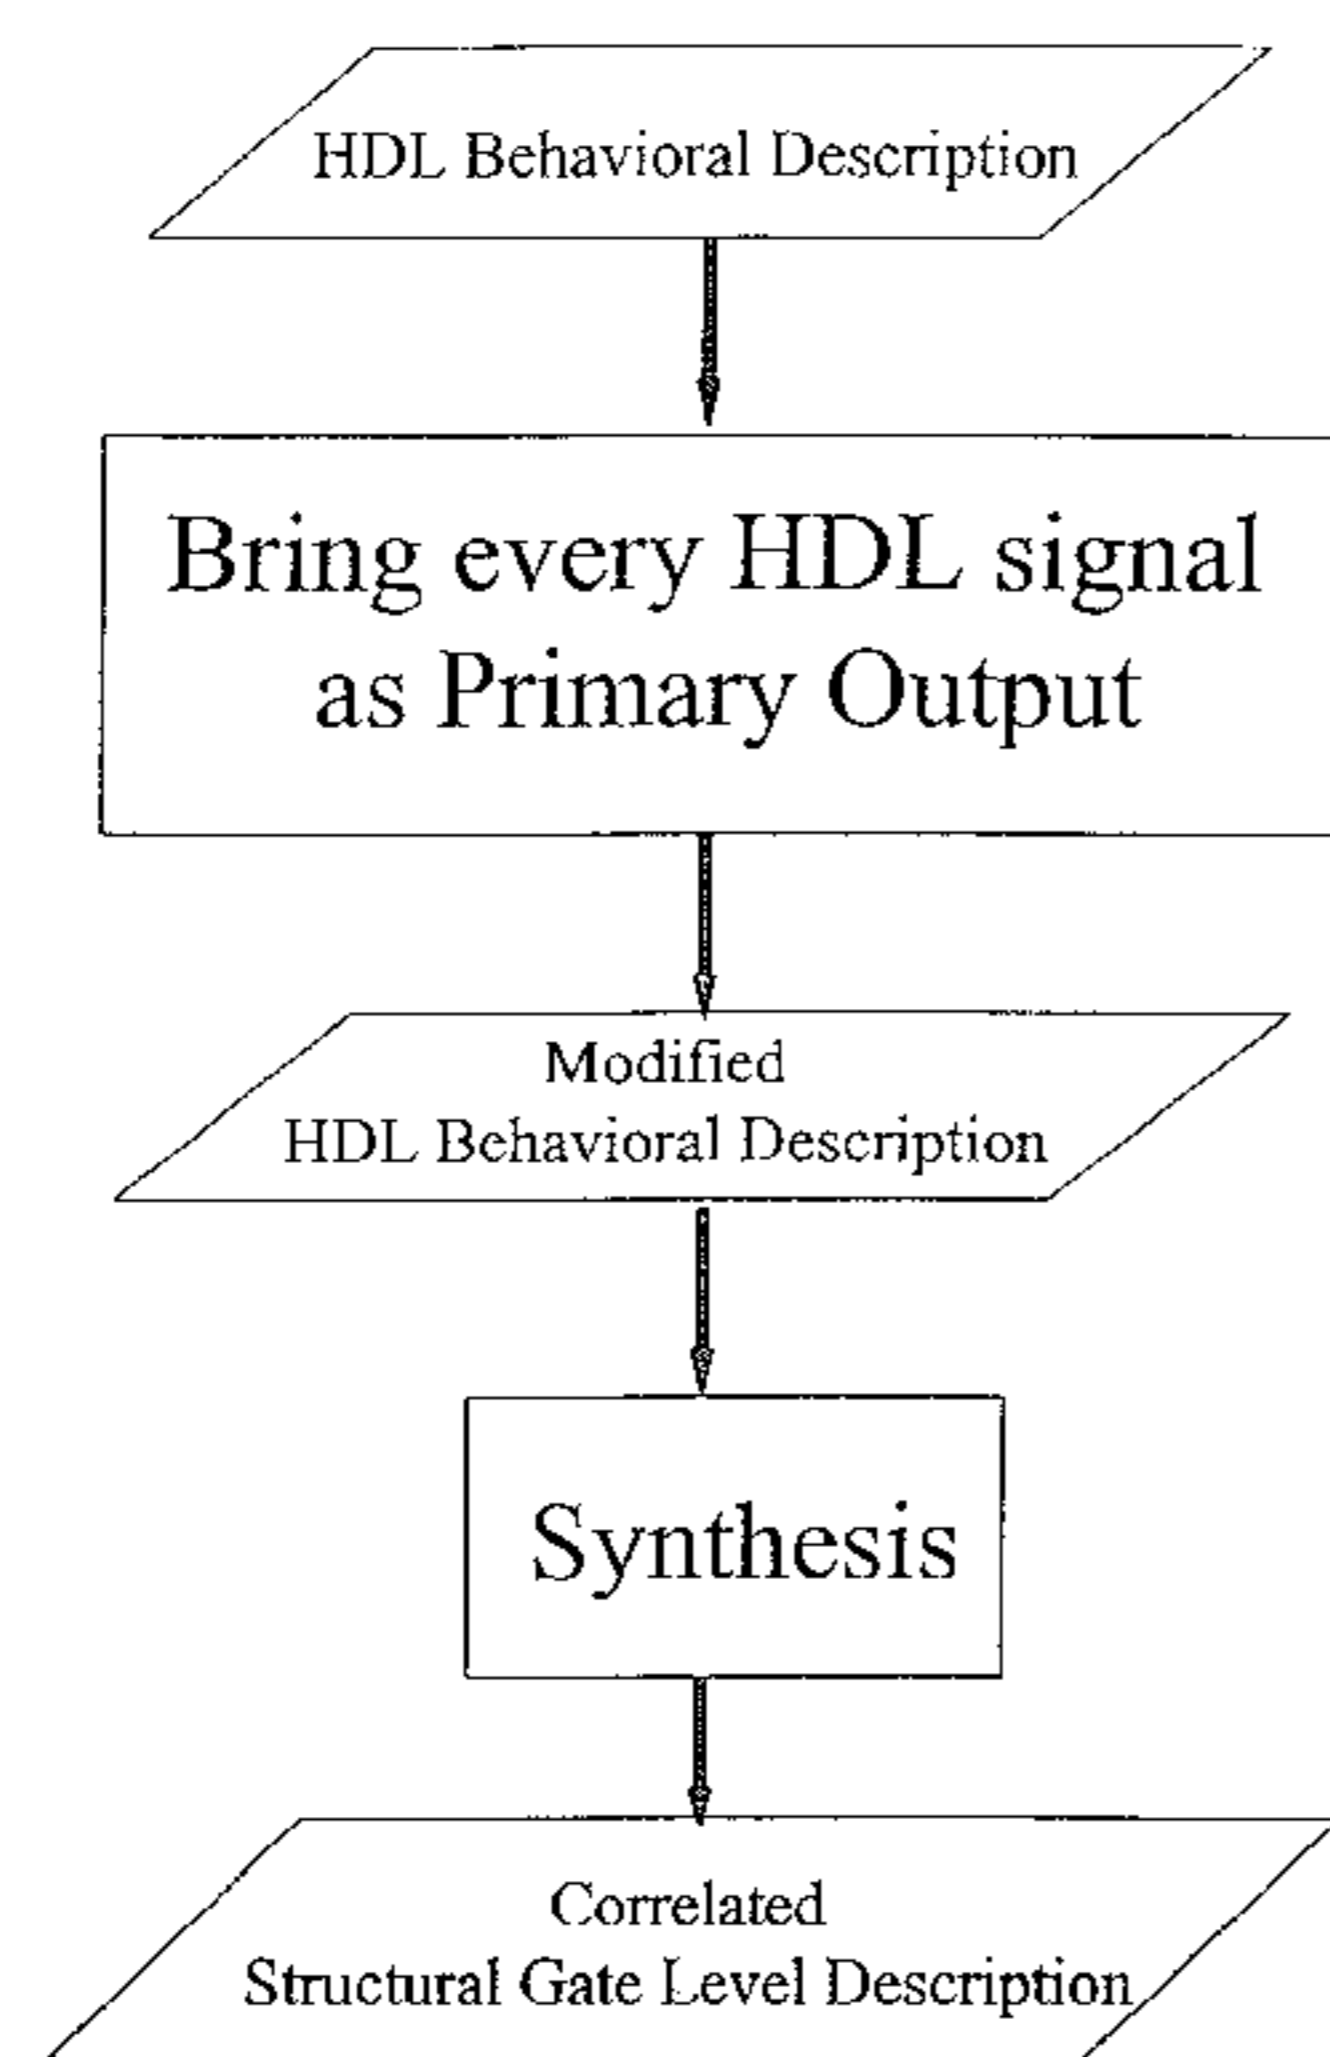 HDL Behavioral Description
Bring every HDL signal
as Primary Output
Modified
HDL Behavioral Description
Synthesis
Correlated
Structural Gate Level Description